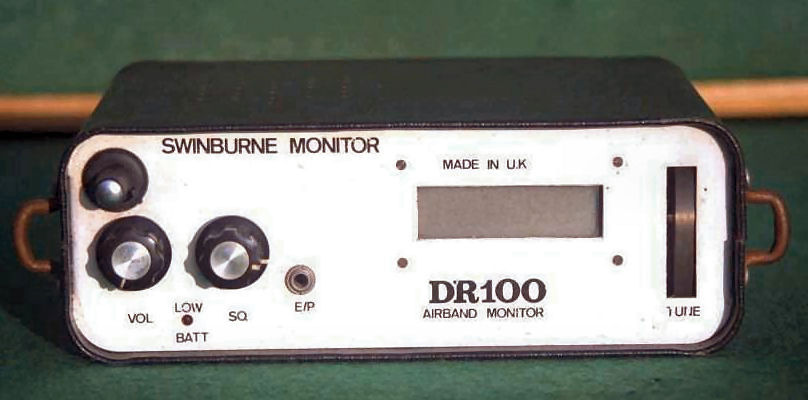 SWINBURNE MONITOR
MADE IN U.K
DR100
AIRBAND MONITOR
VOL
LOW
BATT
SQ
E/P
TUNE